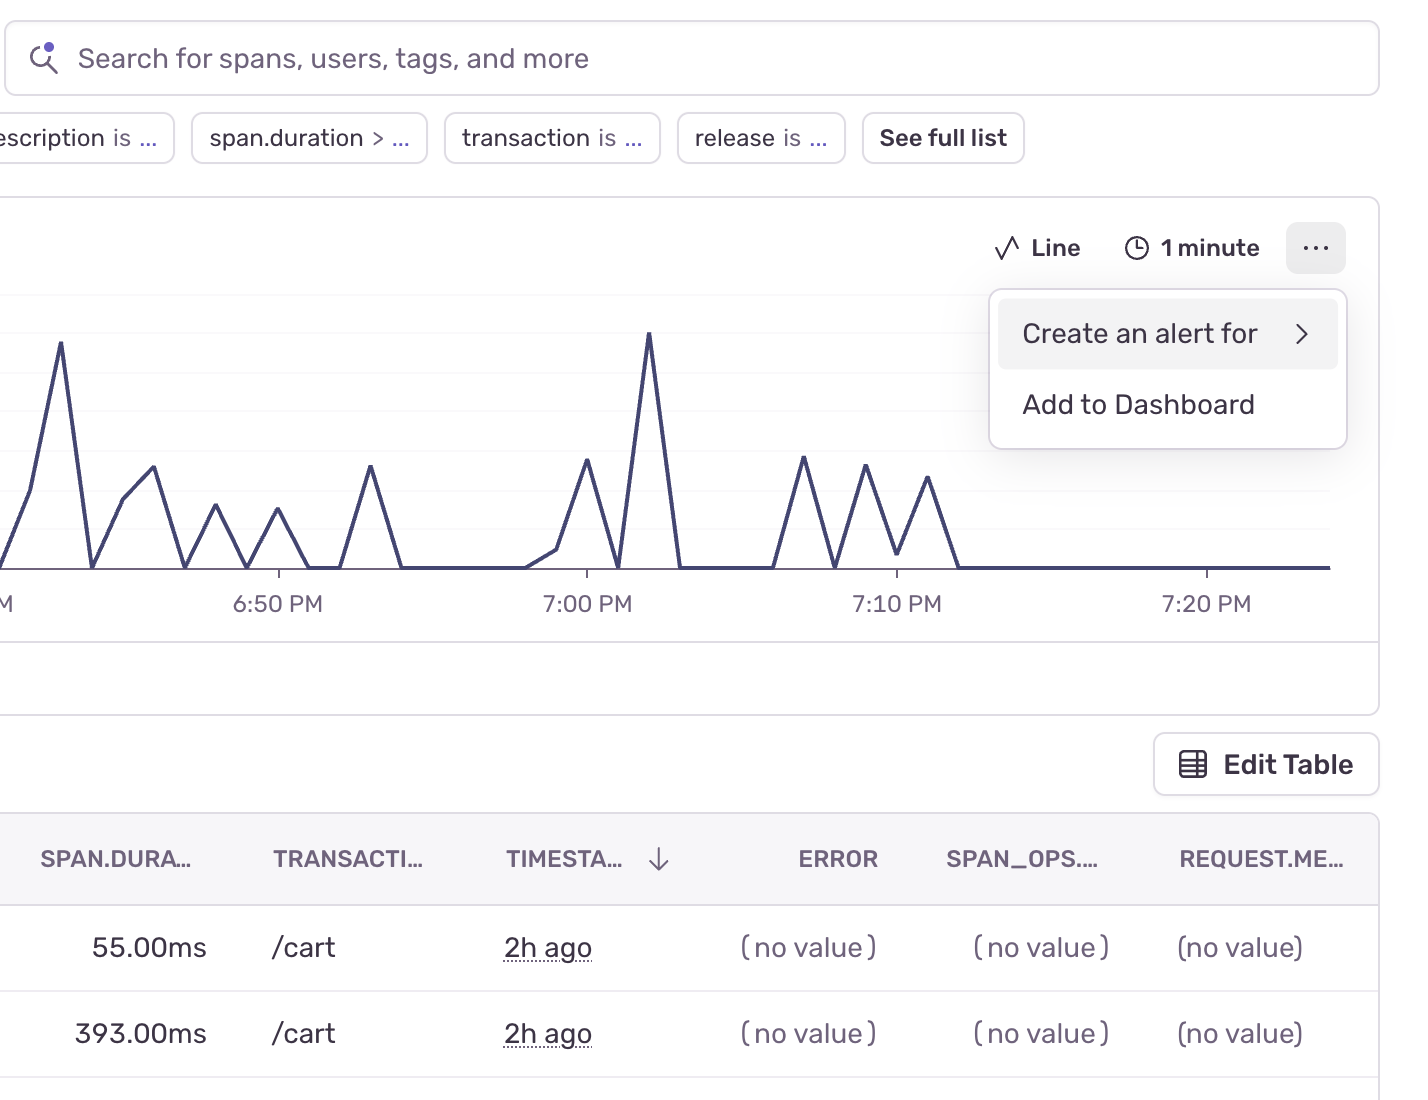 Search for spans, users, tags, and more
escription is ... span.duration > ... transaction is ... release is ... See full list
Line 1 minute ...
Create an alert for
Add to Dashboard
M 6:50 PM 7:00 PM 7:10 PM 7:20 PM
Edit Table
SPAN.DURA... TRANSACTI... TIMESTA... ERROR SPAN_OPS.... REQUEST.ME...
55.00ms /cart 2h ago (no value) (no value) (no value)
393.00ms /cart 2h ago (no value) (no value) (no value)